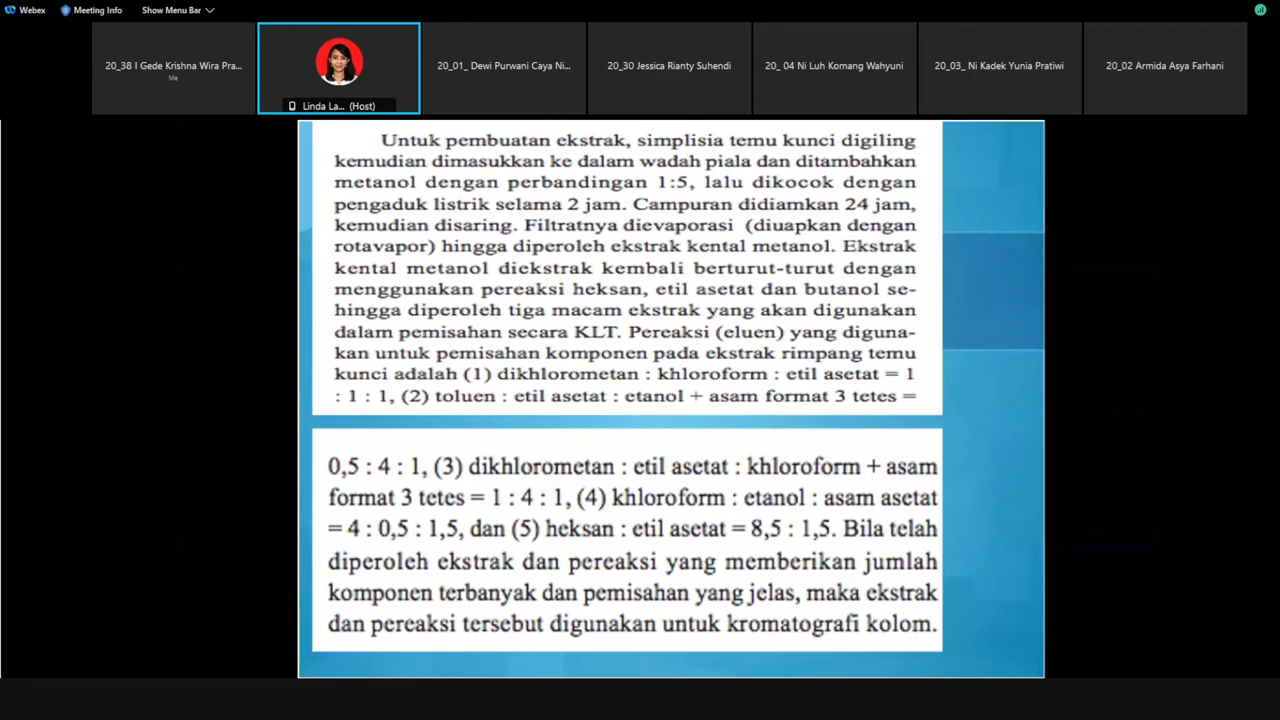 Webex Meeting Info Show Menu Bar
20_38 I Gede Krishna Wira Pra...
Me
Linda La... (Host)
20_01_ Dewi Purwani Caya Ni...
20_30 Jessica Rianty Suhendi
20_ 04 Ni Luh Komang Wahyuni
20_03_ Ni Kadek Yunia Pratiwi
20_02 Armida Asya Farhani
Untuk pembuatan ekstrak, simplisia temu kunci digiling
kemudian dimasukkan ke dalam wadah piala dan ditambahkan
metanol dengan perbandingan 1:5, lalu dikocok dengan
pengaduk listrik selama 2 jam. Campuran didiamkan 24 jam,
kemudian disaring. Filtratnya dievaporasi (diuapkan dengan
rotavapor) hingga diperoleh ekstrak kental metanol. Ekstrak
kental metanol diekstrak kembali berturut-turut dengan
menggunakan pereaksi heksan, etil asetat dan butanol se-
hingga diperoleh tiga macam ekstrak yang akan digunakan
dalam pemisahan secara KLT. Pereaksi (eluen) yang diguna-
kan untuk pemisahan komponen pada ekstrak rimpang temu
kunci adalah (1) dikhlorometan : khloroform : etil asetat = 1
: 1 : 1, (2) toluen : etil asetat : etanol + asam format 3 tetes =
0,5 : 4 : 1, (3) dikhlorometan : etil asetat : khloroform + asam
format 3 tetes = 1 : 4 : 1, (4) khloroform : etanol : asam asetat
= 4 : 0,5 : 1,5, dan (5) heksan : etil asetat = 8,5 : 1,5. Bila telah
diperoleh ekstrak dan pereaksi yang memberikan jumlah
komponen terbanyak dan pemisahan yang jelas, maka ekstrak
dan pereaksi tersebut digunakan untuk kromatografi kolom.